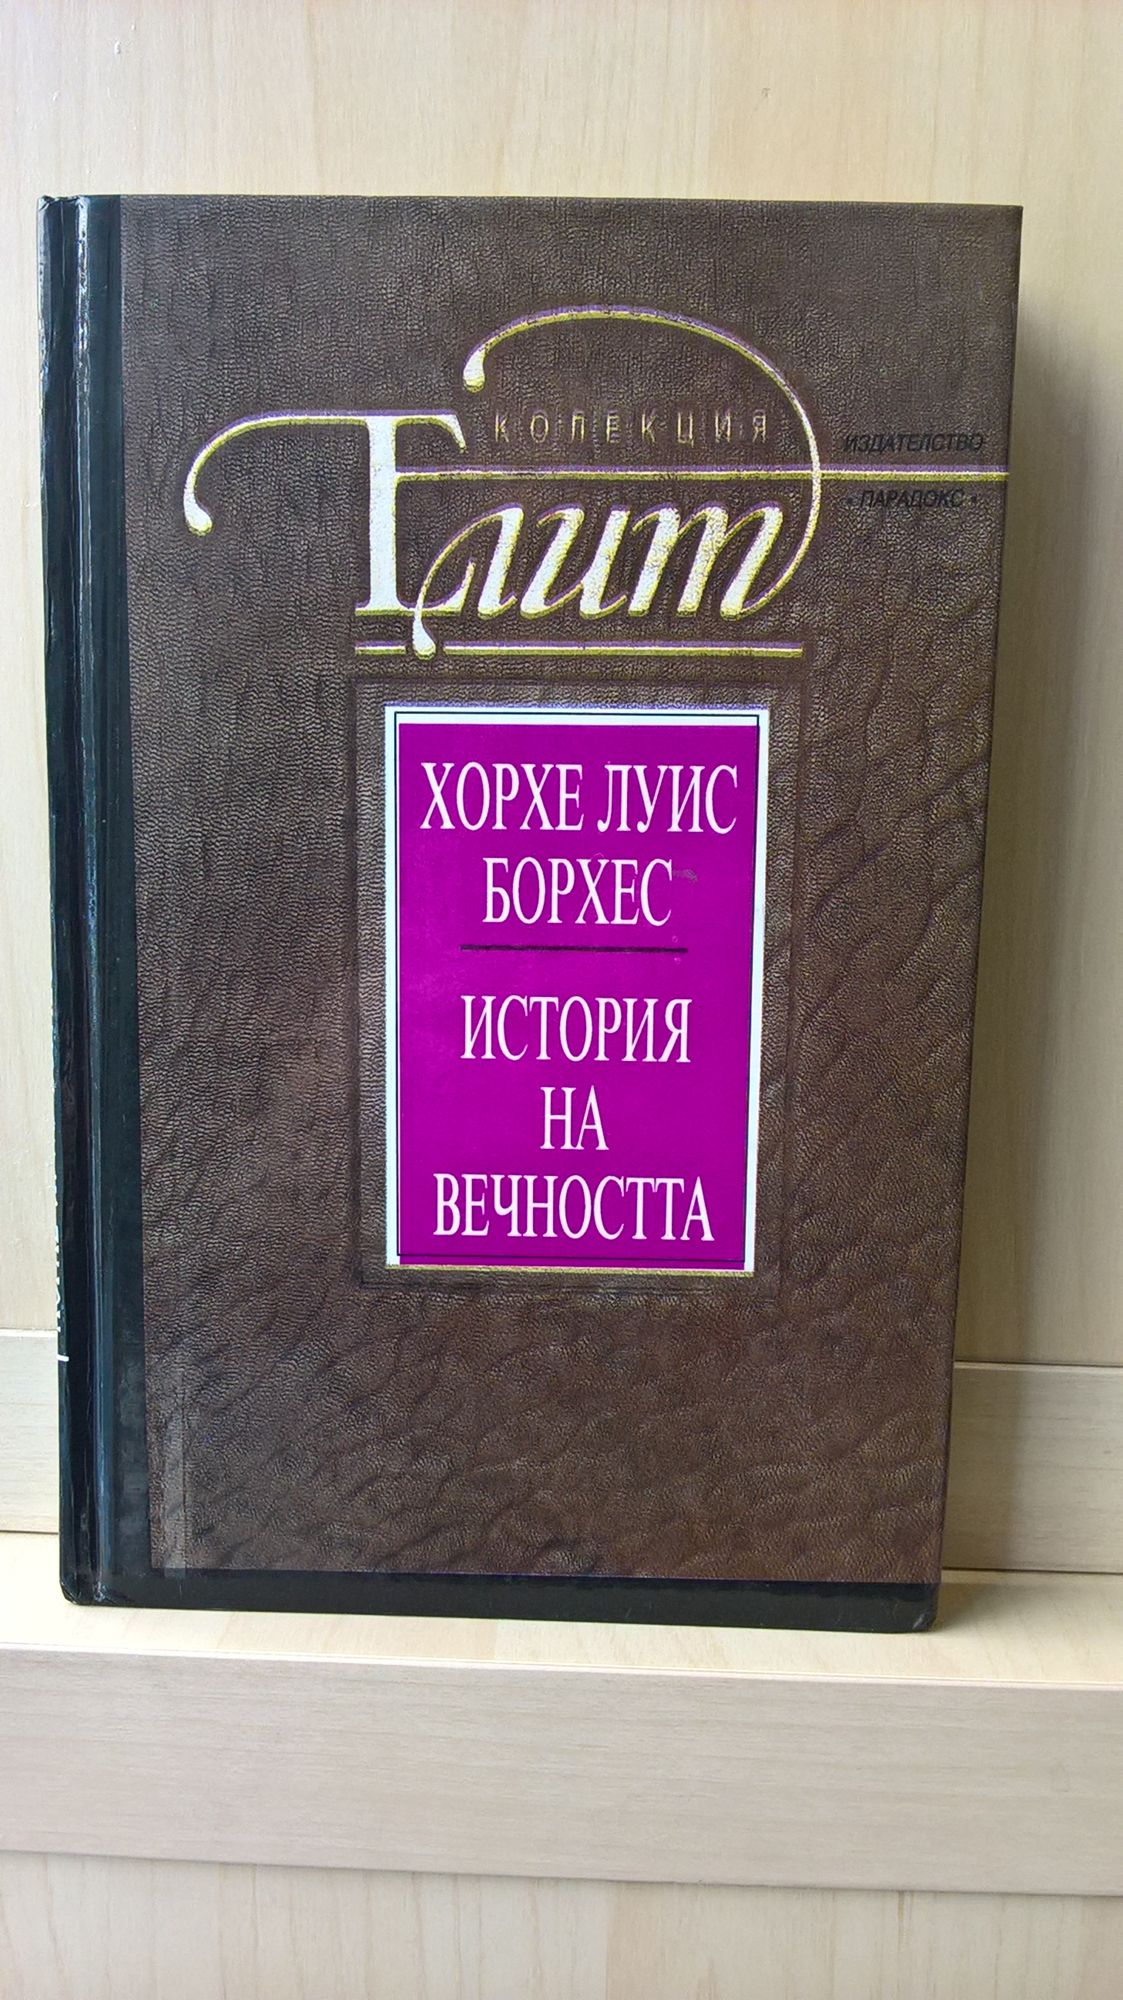 КОЛЕКЦИЯ
Елит
ИЗДАТЕЛСТВО
• ПАРАДОКС •
ХОРХЕ ЛУИС
БОРХЕС
ИСТОРИЯ
НА
ВЕЧНОСТТА